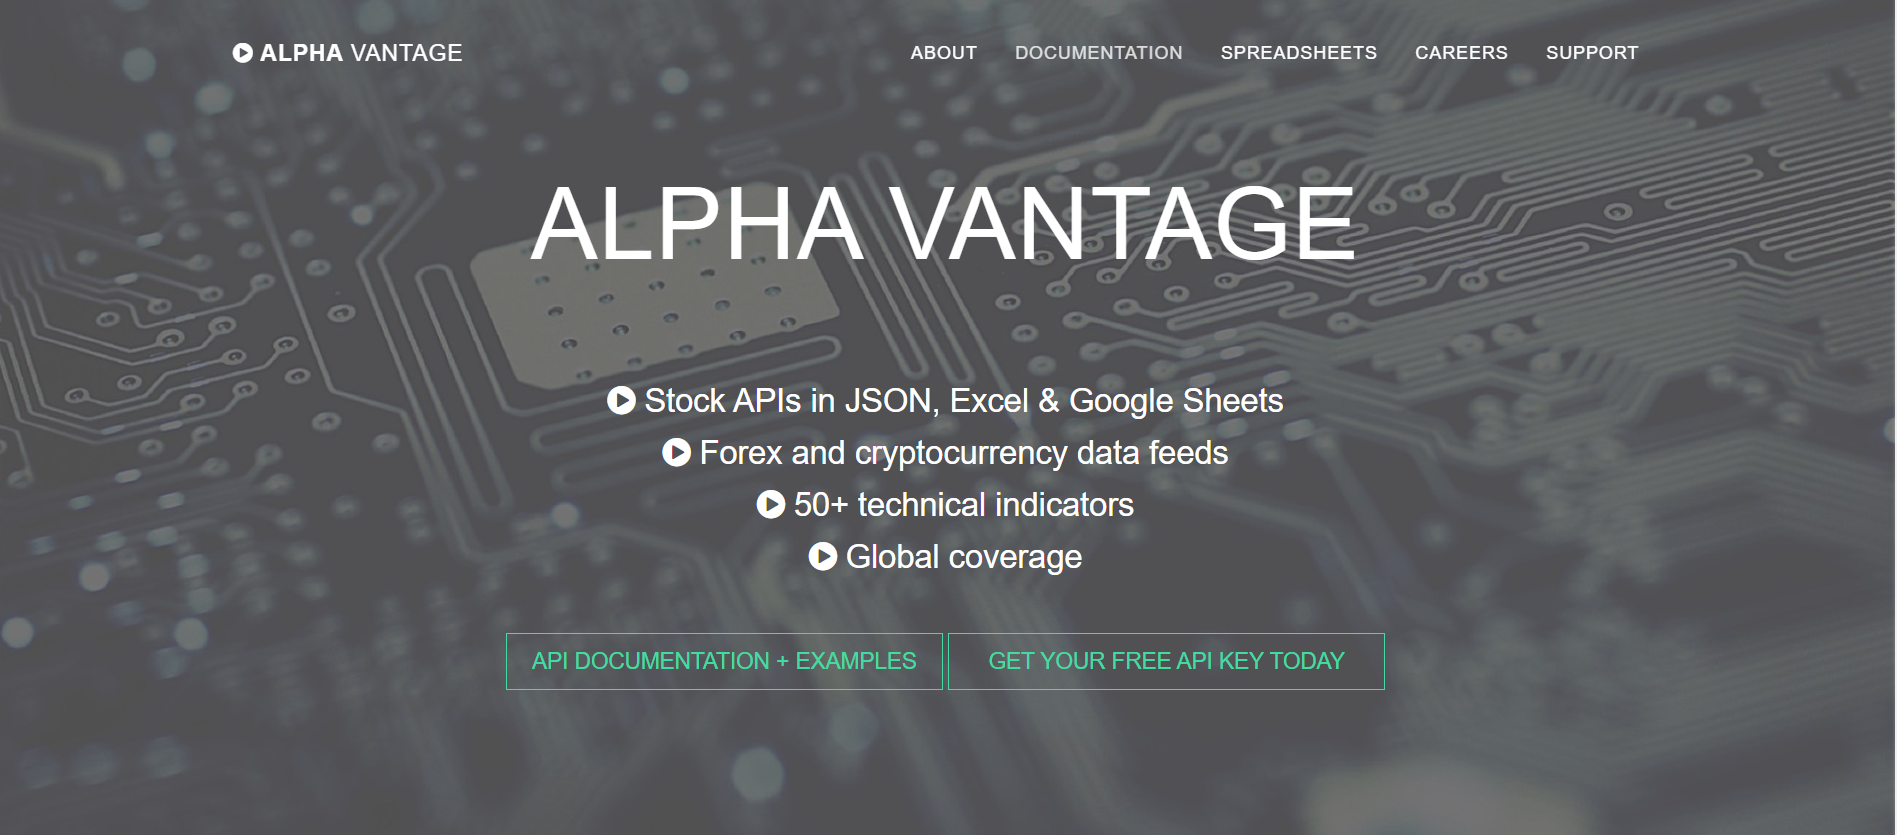 ALPHA VANTAGE
ABOUT DOCUMENTATION SPREADSHEETS CAREERS SUPPORT
ALPHA VANTAGE
Stock APIs in JSON, Excel & Google Sheets
Forex and cryptocurrency data feeds
50+ technical indicators
Global coverage
API DOCUMENTATION + EXAMPLES
GET YOUR FREE API KEY TODAY